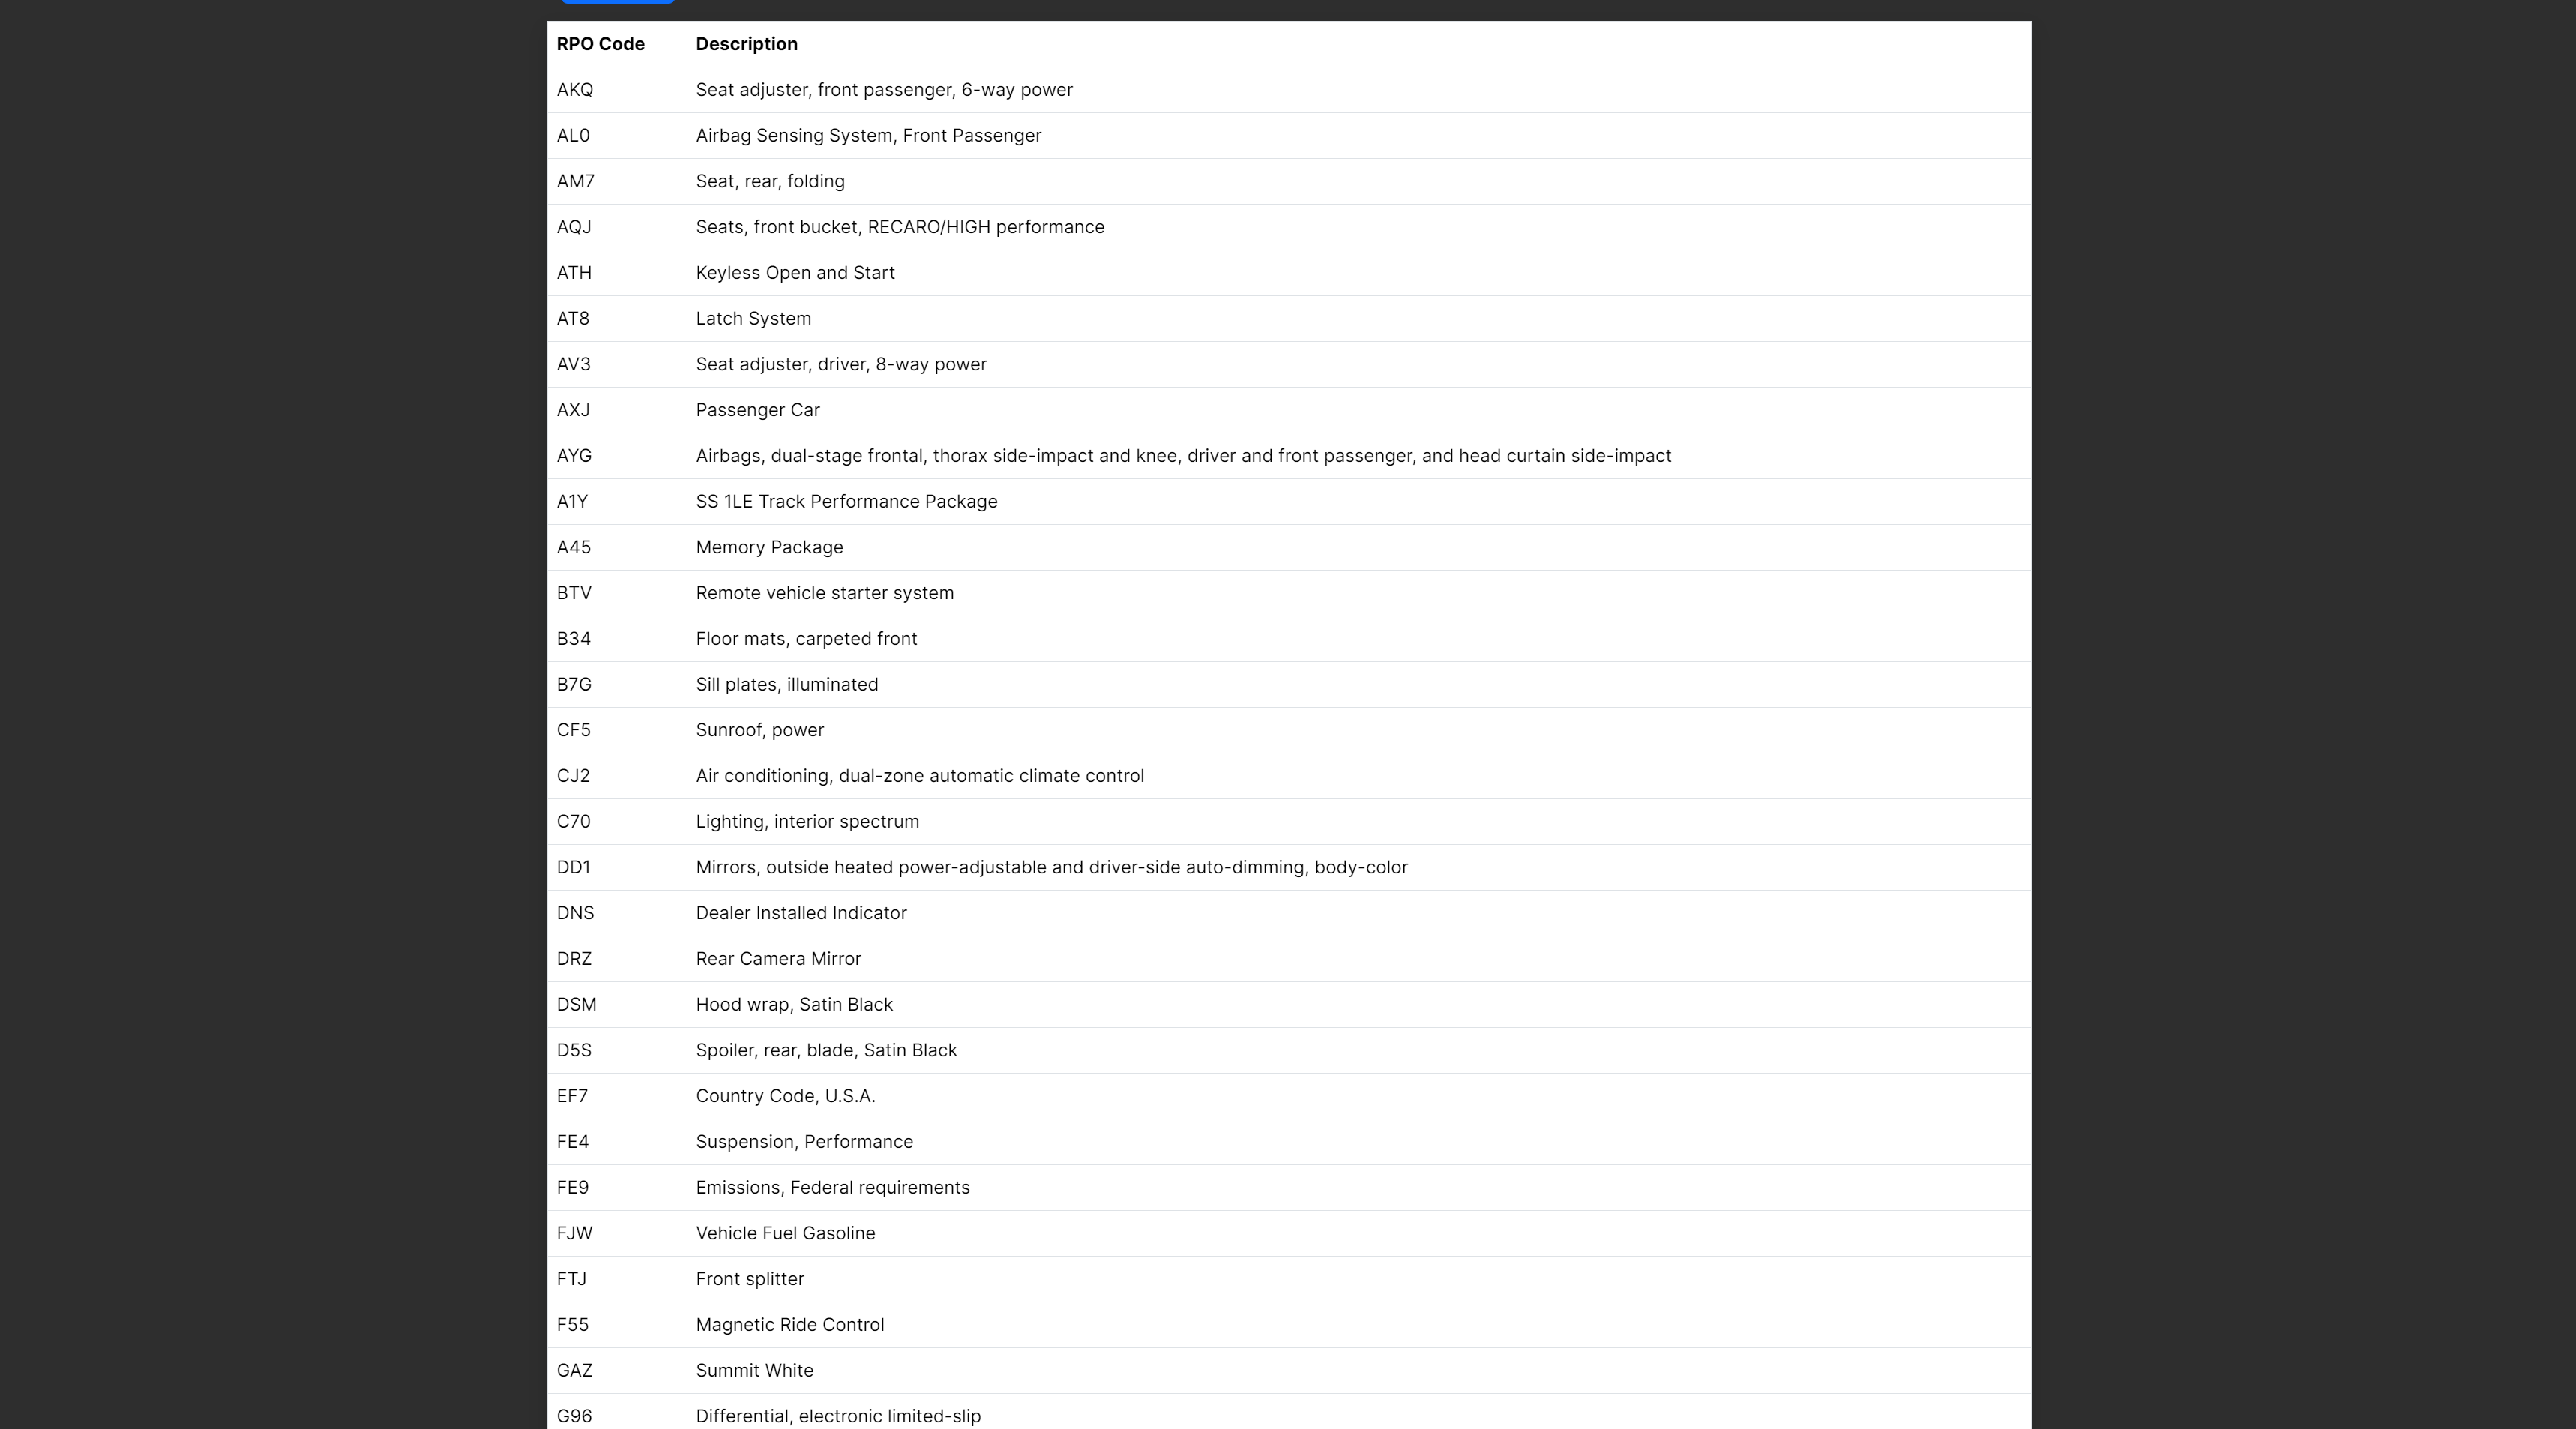 RPO Code Description
AKQ Seat adjuster, front passenger, 6-way power
AL0 Airbag Sensing System, Front Passenger
AM7 Seat, rear, folding
AQJ Seats, front bucket, RECARO/HIGH performance
ATH Keyless Open and Start
AT8 Latch System
AV3 Seat adjuster, driver, 8-way power
AXJ Passenger Car
AYG Airbags, dual-stage frontal, thorax side-impact and knee, driver and front passenger, and head curtain side-impact
A1Y SS 1LE Track Performance Package
A45 Memory Package
BTV Remote vehicle starter system
B34 Floor mats, carpeted front
B7G Sill plates, illuminated
CF5 Sunroof, power
CJ2 Air conditioning, dual-zone automatic climate control
C70 Lighting, interior spectrum
DD1 Mirrors, outside heated power-adjustable and driver-side auto-dimming, body-color
DNS Dealer Installed Indicator
DRZ Rear Camera Mirror
DSM Hood wrap, Satin Black
D5S Spoiler, rear, blade, Satin Black
EF7 Country Code, U.S.A.
FE4 Suspension, Performance
FE9 Emissions, Federal requirements
FJW Vehicle Fuel Gasoline
FTJ Front splitter
F55 Magnetic Ride Control
GAZ Summit White
G96 Differential, electronic limited-slip